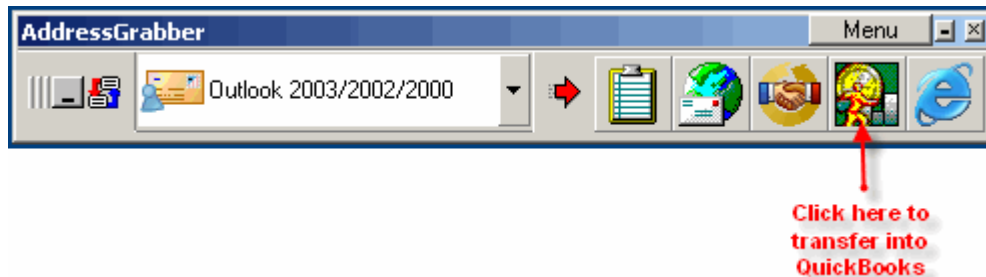 AddressGrabber Menu
Outlook 2003/2002/2000
Click here to
transfer into
QuickBooks